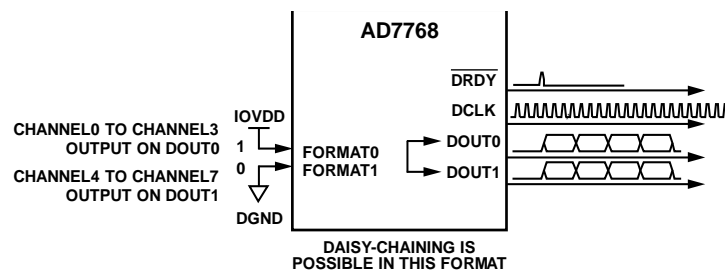 AD7768
DRDY
DCLK
IOVDD
CHANNEL0 TO CHANNEL3
OUTPUT ON DOUT0
1
FORMAT0
DOUT0
0
FORMAT1
CHANNEL4 TO CHANNEL7
OUTPUT ON DOUT1
DOUT1
DGND
DAISY-CHAINING IS
POSSIBLE IN THIS FORMAT